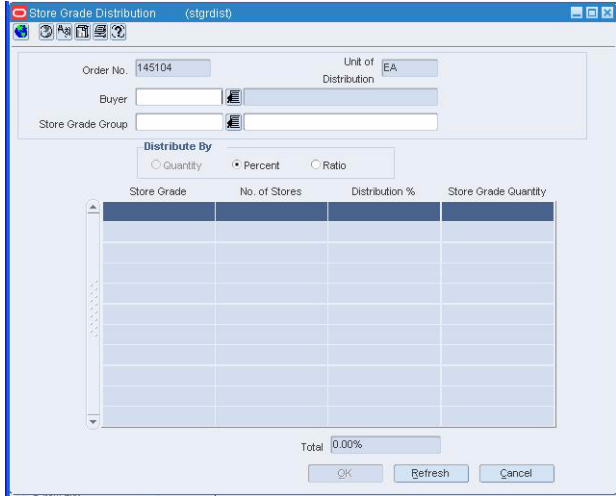 Store Grade Distribution (stgrdist)
Order No. 145104 Unit of Distribution EA
Buyer
Store Grade Group
Distribute By
Quantity Percent Ratio
Store Grade No. of Stores Distribution % Store Grade Quantity
Total 0.00%
OK Refresh Cancel